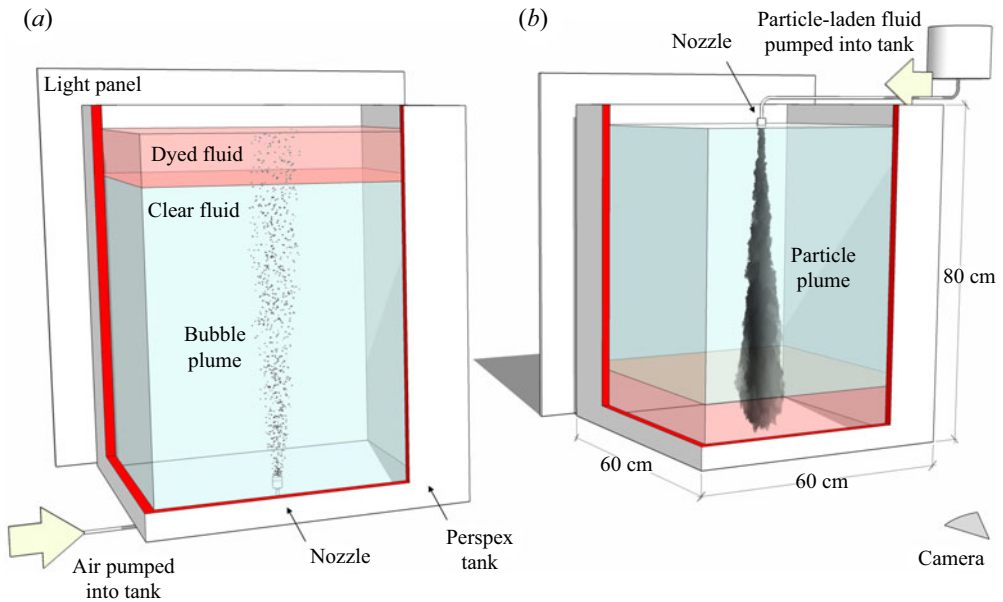 (a)
Light panel
Dyed fluid
Clear fluid
Bubble
plume
Air pumped
into tank
Nozzle
Perspex
tank
(b)
Particle-laden fluid
pumped into tank
Nozzle
Particle
plume
80 cm
60 cm
60 cm
Camera